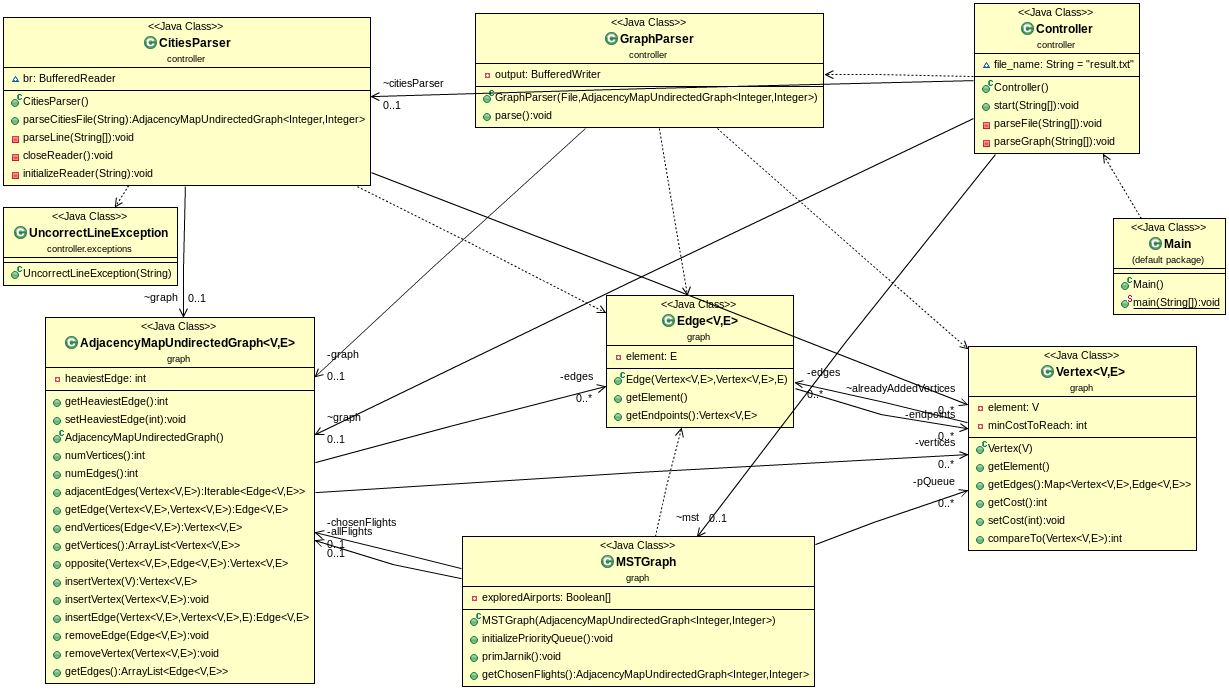 <<Java Class>>
CitiesParser
controller
br: BufferedReader
CitiesParser()
parseCitiesFile(String):AdjacencyMapUndirectedGraph<Integer,Integer>
parseLine(String[]):void
closeReader():void
initializeReader(String):void
<<Java Class>>
GraphParser
controller
output: BufferedWriter
GraphParser(File,AdjacencyMapUndirectedGraph<Integer,Integer>)
parse():void
<<Java Class>>
Controller
controller
file_name: String = "result.txt"
Controller()
start(String[]):void
parseFile(String[]):void
parseGraph(String[]):void
~citiesParser
0..1
<<Java Class>>
UncorrectLineException
controller.exceptions
UncorrectLineException(String)
<<Java Class>>
Main
(default package)
Main()
main(String[]):void
~graph
0..1
<<Java Class>>
AdjacencyMapUndirectedGraph<V,E>
graph
heaviestEdge: int
getHeaviestEdge():int
setHeaviestEdge(int):void
AdjacencyMapUndirectedGraph()
numVertices():int
numEdges():int
adjacentEdges(Vertex<V,E>):Iterable<Edge<V,E>>
getEdge(Vertex<V,E>,Vertex<V,E>):Edge<V,E>
endVertices(Edge<V,E>):Vertex<V,E>
getVertices():ArrayList<Vertex<V,E>>
opposite(Vertex<V,E>,Edge<V,E>):Vertex<V,E>
insertVertex(V):Vertex<V,E>
insertVertex(Vertex<V,E>):void
insertEdge(Vertex<V,E>,Vertex<V,E>,E):Edge<V,E>
removeEdge(Edge<V,E>):void
removeVertex(Vertex<V,E>):void
getEdges():ArrayList<Edge<V,E>>
-graph
0..1
~graph
0..1
-edges
0..*
<<Java Class>>
Edge<V,E>
graph
element: E
Edge(Vertex<V,E>,Vertex<V,E>,E)
getElement()
getEndpoints():Vertex<V,E>
-edges
0..*
~alreadyAddedVertices
0..*
-endpoints
0..*
-vertices
0..*
-pQueue
0..*
<<Java Class>>
Vertex<V,E>
graph
element: V
minCostToReach: int
Vertex(V)
getElement()
getEdges():Map<Vertex<V,E>,Edge<V,E>>
getCost():int
setCost(int):void
compareTo(Vertex<V,E>):int
-chosenFlights
-allFlights
0..1
0..1
~mst
0..1
<<Java Class>>
MSTGraph
graph
exploredAirports: Boolean[]
MSTGraph(AdjacencyMapUndirectedGraph<Integer,Integer>)
initializePriorityQueue():void
primJarnik():void
getChosenFlights():AdjacencyMapUndirectedGraph<Integer,Integer>